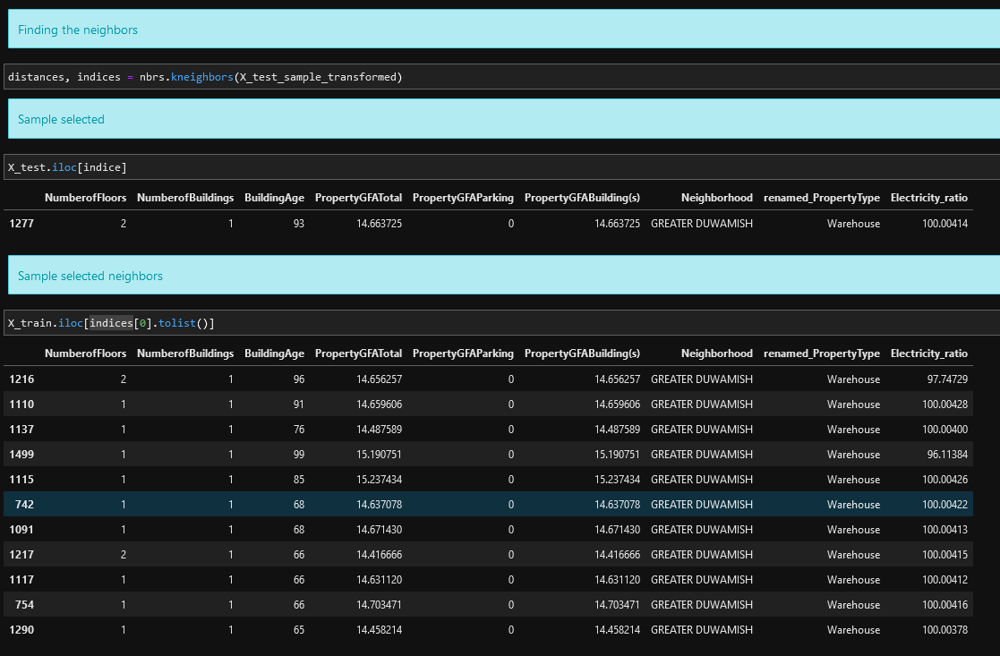 Finding the neighbors
distances, indices = nbrs.kneighbors(X_test_sample_transformed)
Sample selected
X_test.iloc[indice]
NumberofFloors NumberofBuildings BuildingAge PropertyGFATotal PropertyGFAParking PropertyGFABuilding(s) Neighborhood renamed_PropertyType Electricity_ratio
1277 2 1 93 14.663725 0 14.663725 GREATER DUWAMISH Warehouse 100.00414
Sample selected neighbors
X_train.iloc[indices[0].tolist()]
NumberofFloors NumberofBuildings BuildingAge PropertyGFATotal PropertyGFAParking PropertyGFABuilding(s) Neighborhood renamed_PropertyType Electricity_ratio
1216 2 1 96 14.656257 0 14.656257 GREATER DUWAMISH Warehouse 97.74729
1110 1 1 91 14.659606 0 14.659606 GREATER DUWAMISH Warehouse 100.00428
1137 1 1 76 14.487589 0 14.487589 GREATER DUWAMISH Warehouse 100.00400
1499 1 1 99 15.190751 0 15.190751 GREATER DUWAMISH Warehouse 96.11384
1115 1 1 85 15.237434 0 15.237434 GREATER DUWAMISH Warehouse 100.00426
742 1 1 68 14.637078 0 14.637078 GREATER DUWAMISH Warehouse 100.00422
1091 1 1 68 14.671430 0 14.671430 GREATER DUWAMISH Warehouse 100.00413
1217 2 1 66 14.416666 0 14.416666 GREATER DUWAMISH Warehouse 100.00415
1117 1 1 66 14.631120 0 14.631120 GREATER DUWAMISH Warehouse 100.00412
754 1 1 66 14.703471 0 14.703471 GREATER DUWAMISH Warehouse 100.00416
1290 1 1 65 14.458214 0 14.458214 GREATER DUWAMISH Warehouse 100.00378